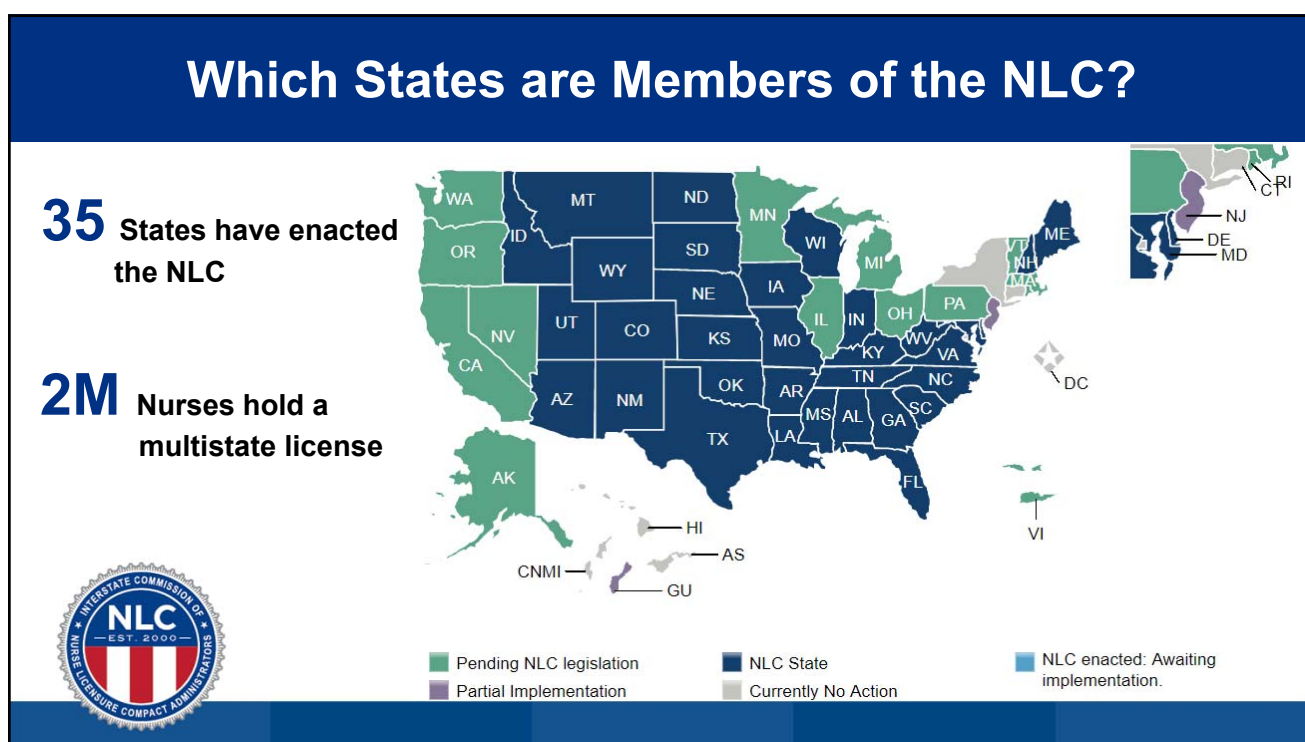 Which States are Members of the NLC?
35 States have enacted
the NLC
2M Nurses hold a
multistate license
WA
OR
CA
NV
ID
MT
WY
UT
AZ
CO
NM
ND
SD
NE
KS
OK
TX
MN
IA
MO
AR
LA
WI
IL
MI
IN
KY
TN
MS
AL
OH
WV
VA
NC
SC
GA
FL
PA
VT
NH
MA
ME
RI
CT
NJ
DE
MD
DC
AK
HI
AS
CNMI
GU
VI
INTERSTATE COMMISSION OF
NURSE LICENSURE COMPACT ADMINISTRATORS
NLC
EST. 2000
Pending NLC legislation
Partial Implementation
NLC State
Currently No Action
NLC enacted: Awaiting
implementation.